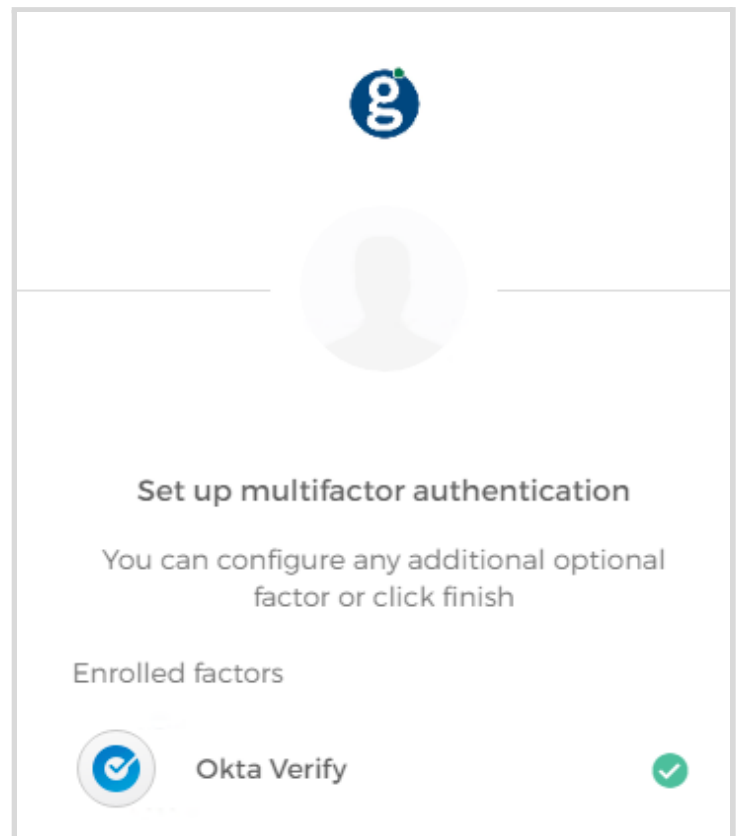 g
Set up multifactor authentication
You can configure any additional optional
factor or click finish
Enrolled factors
Okta Verify